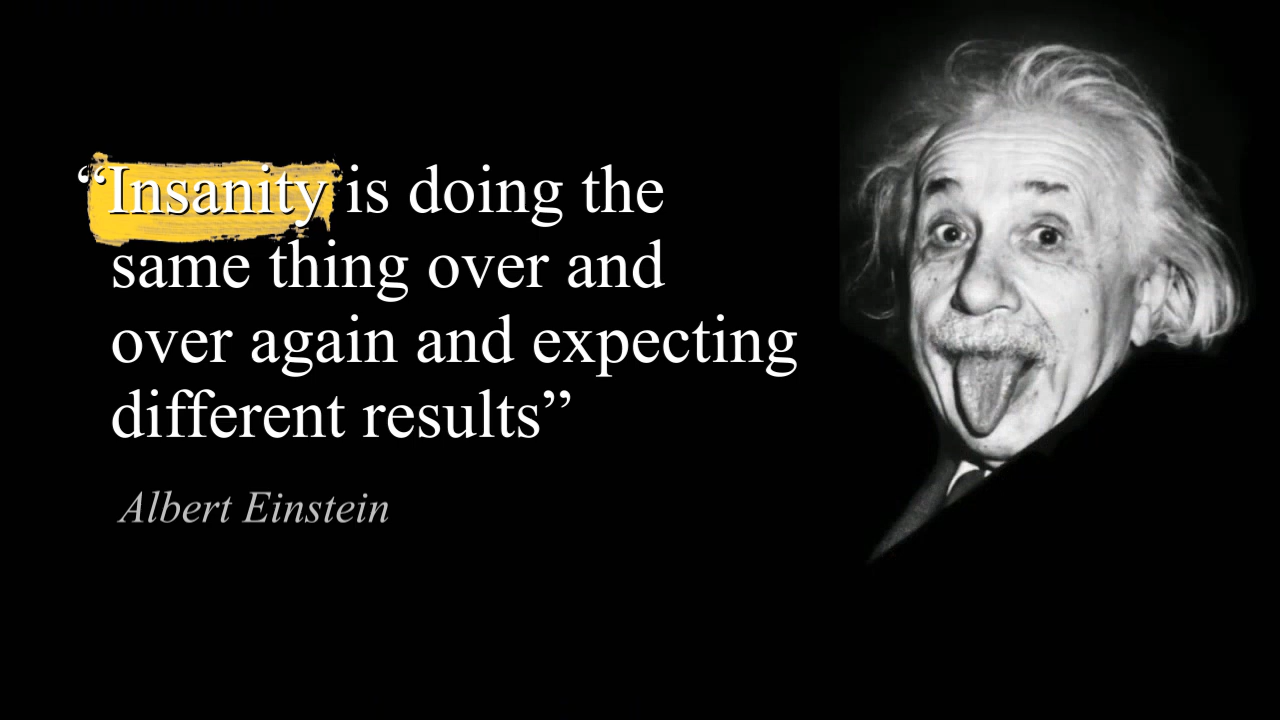 “Insanity is doing the
same thing over and
over again and expecting
different results”
Albert Einstein